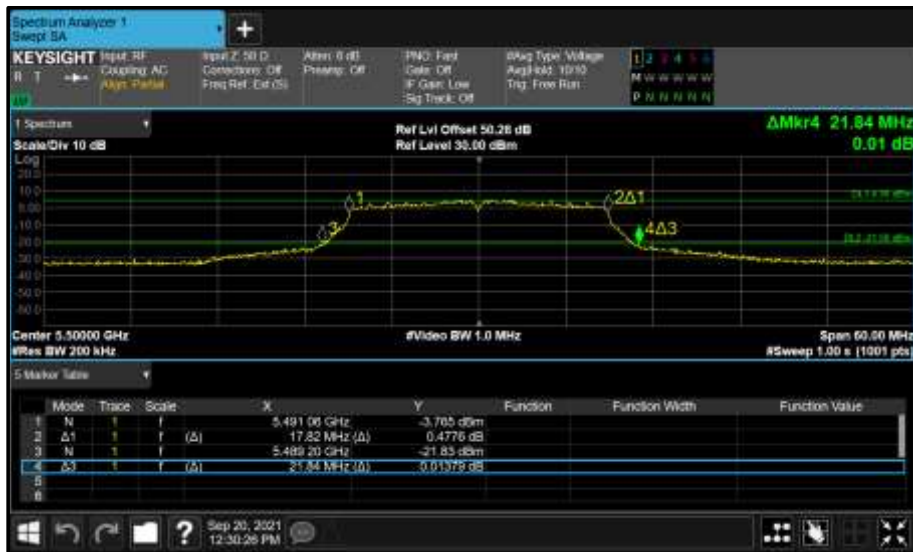 Spectrum Analyzer 1
Swept SA
+
KEYSIGHT Input: RF Input Z: 50 Ω Atten: 6 dB PNO: Fast #Avg Type: Voltage 1 2 3 4 5 6
R T Coupling: AC Corrections: Off Preamp: Off Gate: Off Avg|Hold: 10/10 M W W W W W
Align: Partial Freq Ref: Ext (S) IF Gain: Low Trig: Free Run
Sig Track: Off P N N N N N
1 Spectrum
Ref Lvl Offset 50.28 dB ΔMkr4 21.84 MHz
Scale/Div 10 dB Ref Level 30.00 dBm 0.01 dB
Log
20.0
10.0
0.00
-10.0
-20.0
-30.0
-40.0
-50.0
-60.0
1
2Δ1
3
4Δ3
Center 5.50000 GHz #Video BW 1.0 MHz Span 60.00 MHz
#Res BW 200 kHz #Sweep 1.00 s (1001 pts)
5 Marker Table
Mode Trace Scale X Y Function Function Width Function Value
1 N 1 f 5.491 06 GHz -3.765 dBm
2 Δ1 1 f (Δ) 17.82 MHz (Δ) 0.4776 dB
3 N 1 f 5.489 20 GHz -21.83 dBm
4 Δ3 1 f (Δ) 21.84 MHz (Δ) 0.01379 dB
5
6
? Sep 20, 2021
12:30:26 PM